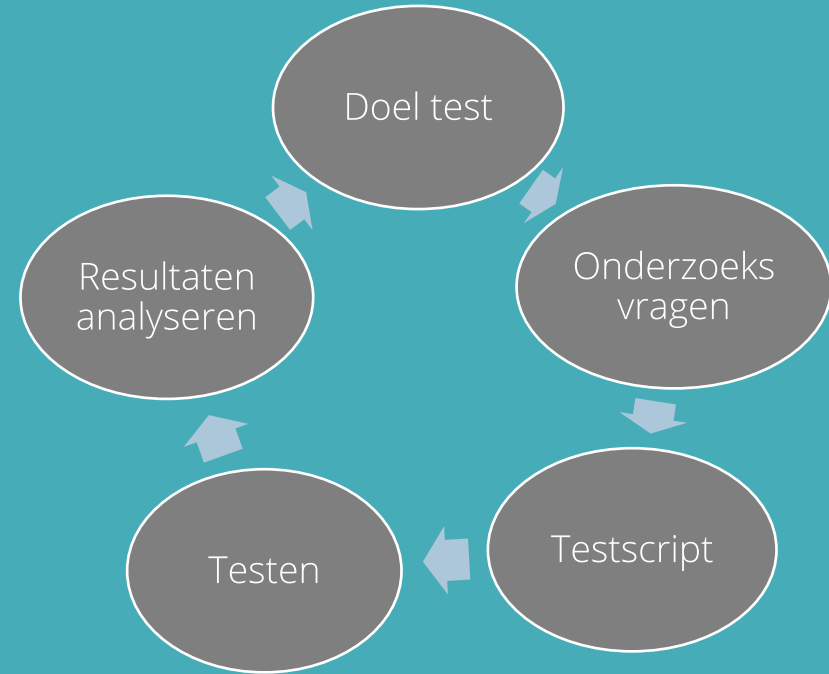 Doel test
Onderzoeks
vragen
Testscript
Testen
Resultaten
analyseren